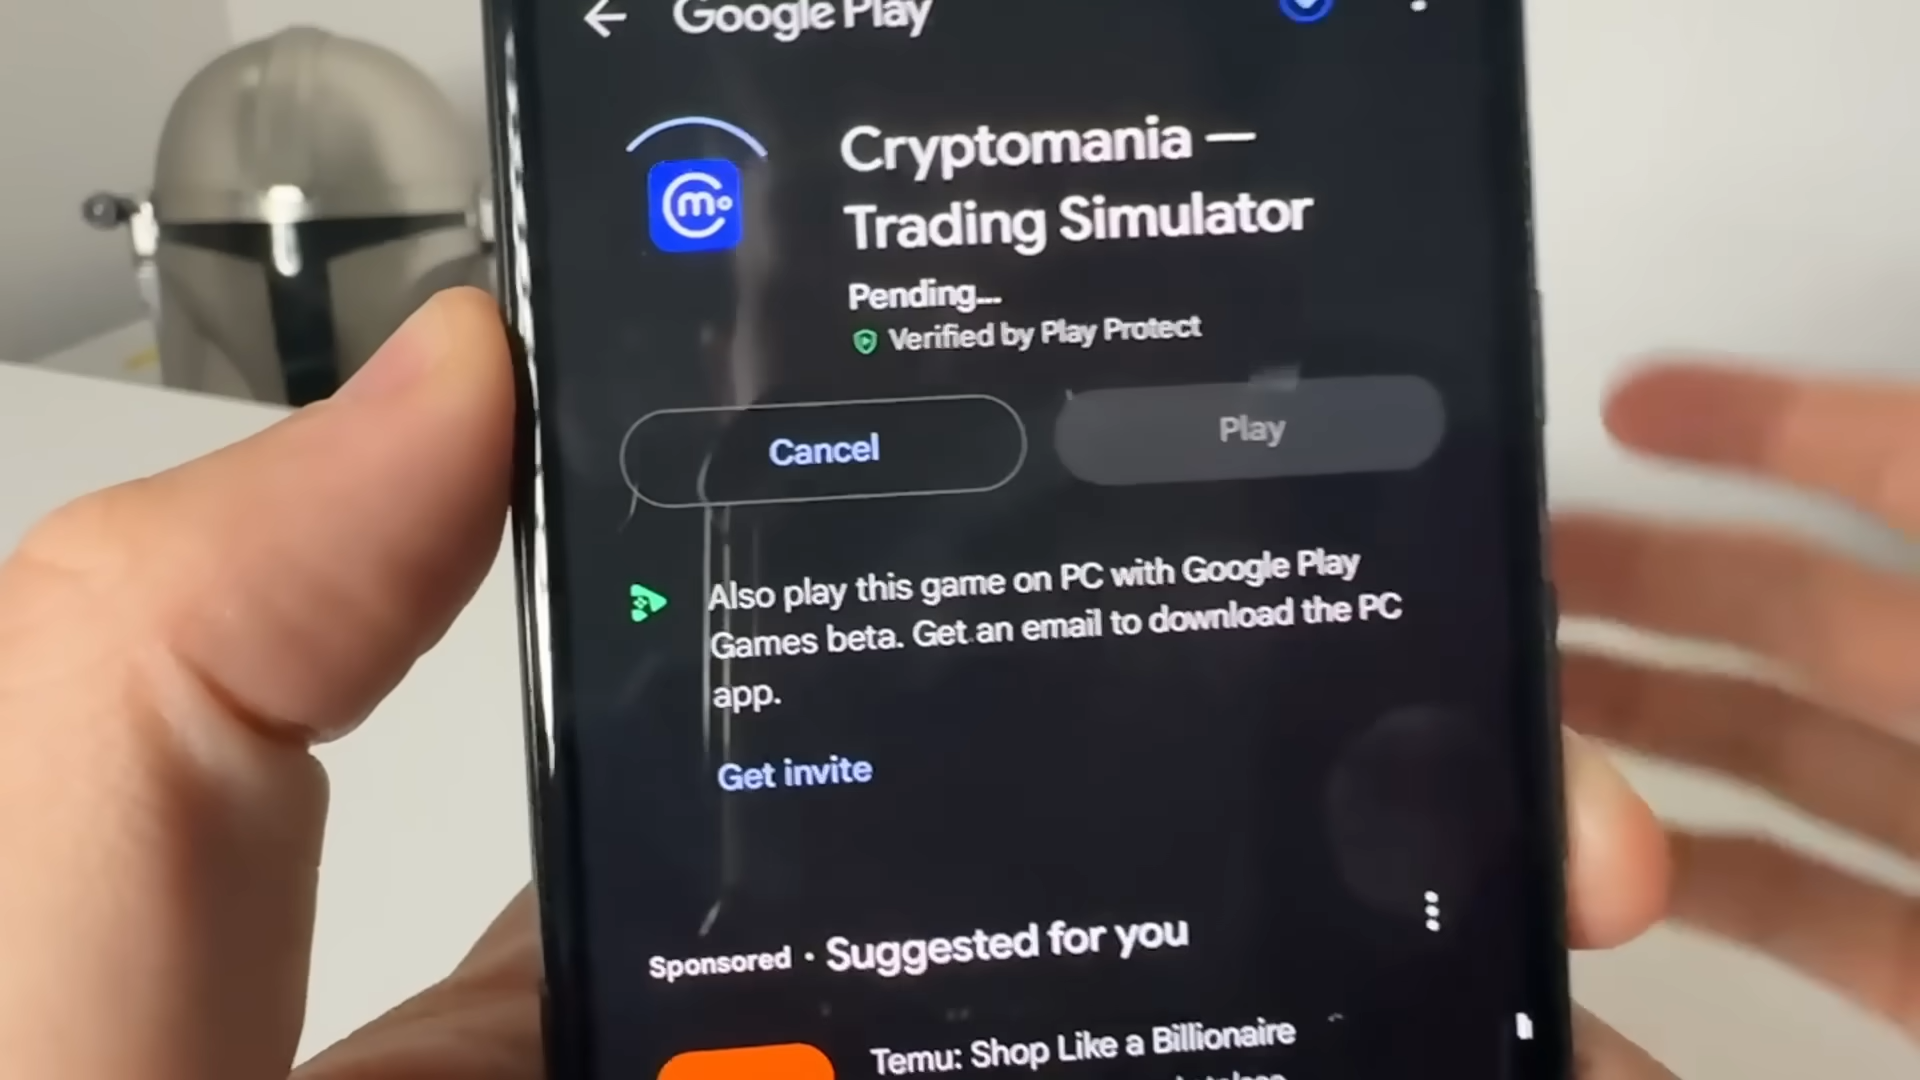 Google Play
Cryptomania —
Trading Simulator
Pending...
Verified by Play Protect
Cancel
Play
Also play this game on PC with Google Play
Games beta. Get an email to download the PC
app.
Get invite
Sponsored • Suggested for you
Temu: Shop Like a Billionaire